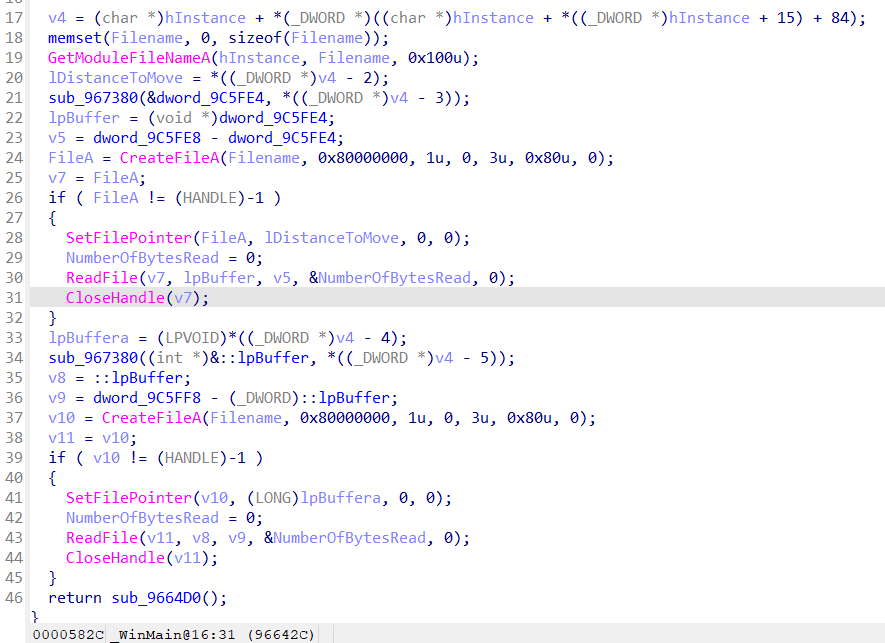 17 v4 = (char *)hInstance + *(_DWORD *)((char *)hInstance + *((_DWORD *)hInstance + 15) + 84);
18 memset(Filename, 0, sizeof(Filename));
19 GetModuleFileNameA(hInstance, Filename, 0x100u);
20 lDistanceToMove = *((_DWORD *)v4 - 2);
21 sub_967380(&dword_9C5FE4, *((_DWORD *)v4 - 3));
22 lpBuffer = (void *)dword_9C5FE4;
23 v5 = dword_9C5FE8 - dword_9C5FE4;
24 FileA = CreateFileA(Filename, 0x80000000, 1u, 0, 3u, 0x80u, 0);
25 v7 = FileA;
26 if ( FileA != (HANDLE)-1 )
27 {
28 SetFilePointer(FileA, lDistanceToMove, 0, 0);
29 NumberOfBytesRead = 0;
30 ReadFile(v7, lpBuffer, v5, &NumberOfBytesRead, 0);
31 CloseHandle(v7);
32 }
33 lpBuffera = (LPVOID)*((_DWORD *)v4 - 4);
34 sub_967380((int *)&::lpBuffer, *((_DWORD *)v4 - 5));
35 v8 = ::lpBuffer;
36 v9 = dword_9C5FF8 - (_DWORD)::lpBuffer;
37 v10 = CreateFileA(Filename, 0x80000000, 1u, 0, 3u, 0x80u, 0);
38 v11 = v10;
39 if ( v10 != (HANDLE)-1 )
40 {
41 SetFilePointer(v10, (LONG)lpBuffera, 0, 0);
42 NumberOfBytesRead = 0;
43 ReadFile(v11, v8, v9, &NumberOfBytesRead, 0);
44 CloseHandle(v11);
45 }
46 return sub_9664D0();
}
0000582C _WinMain@16:31 (96642C)